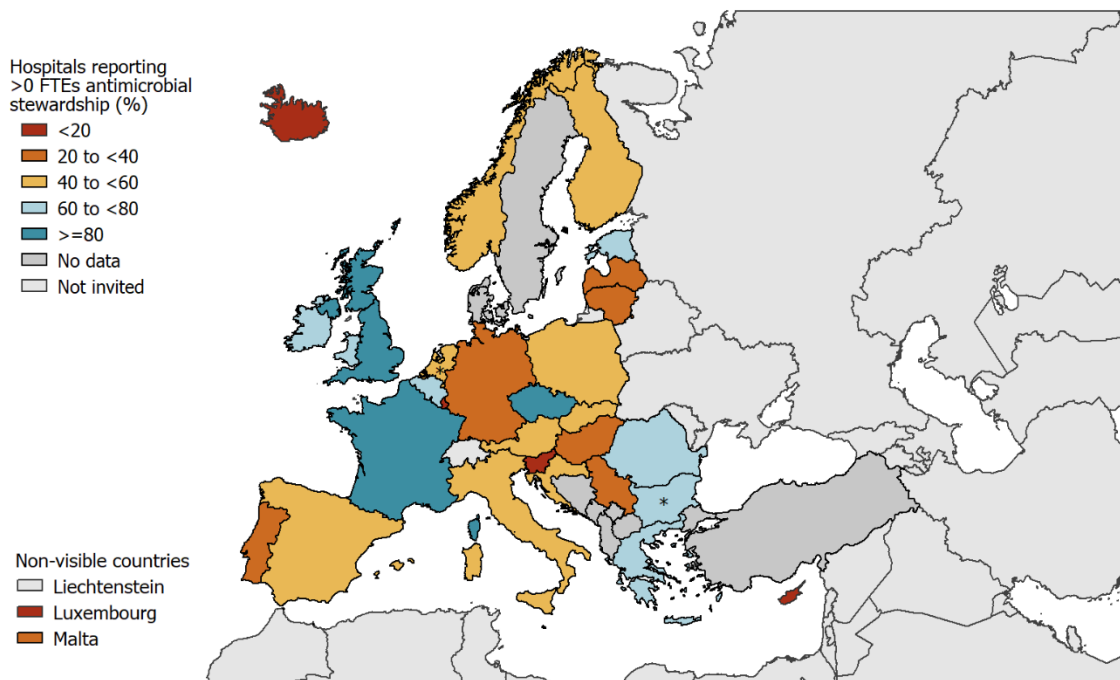 Hospitals reporting
>0 FTEs antimicrobial
stewardship (%)
<20
20 to <40
40 to <60
60 to <80
>=80
No data
Not invited
*
*
Non-visible countries
Liechtenstein
Luxembourg
Malta